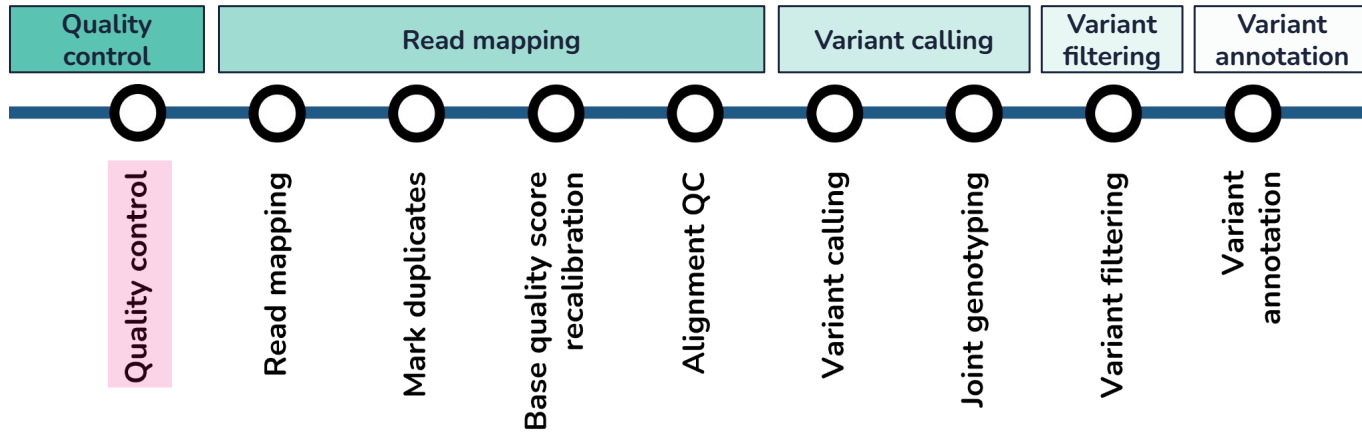 Quality
control
Read mapping
Variant calling
Variant
filtering
Variant
annotation
Quality control
Read mapping
Mark duplicates
Base quality score
recalibration
Alignment QC
Variant calling
Joint genotyping
Variant filtering
Variant
annotation